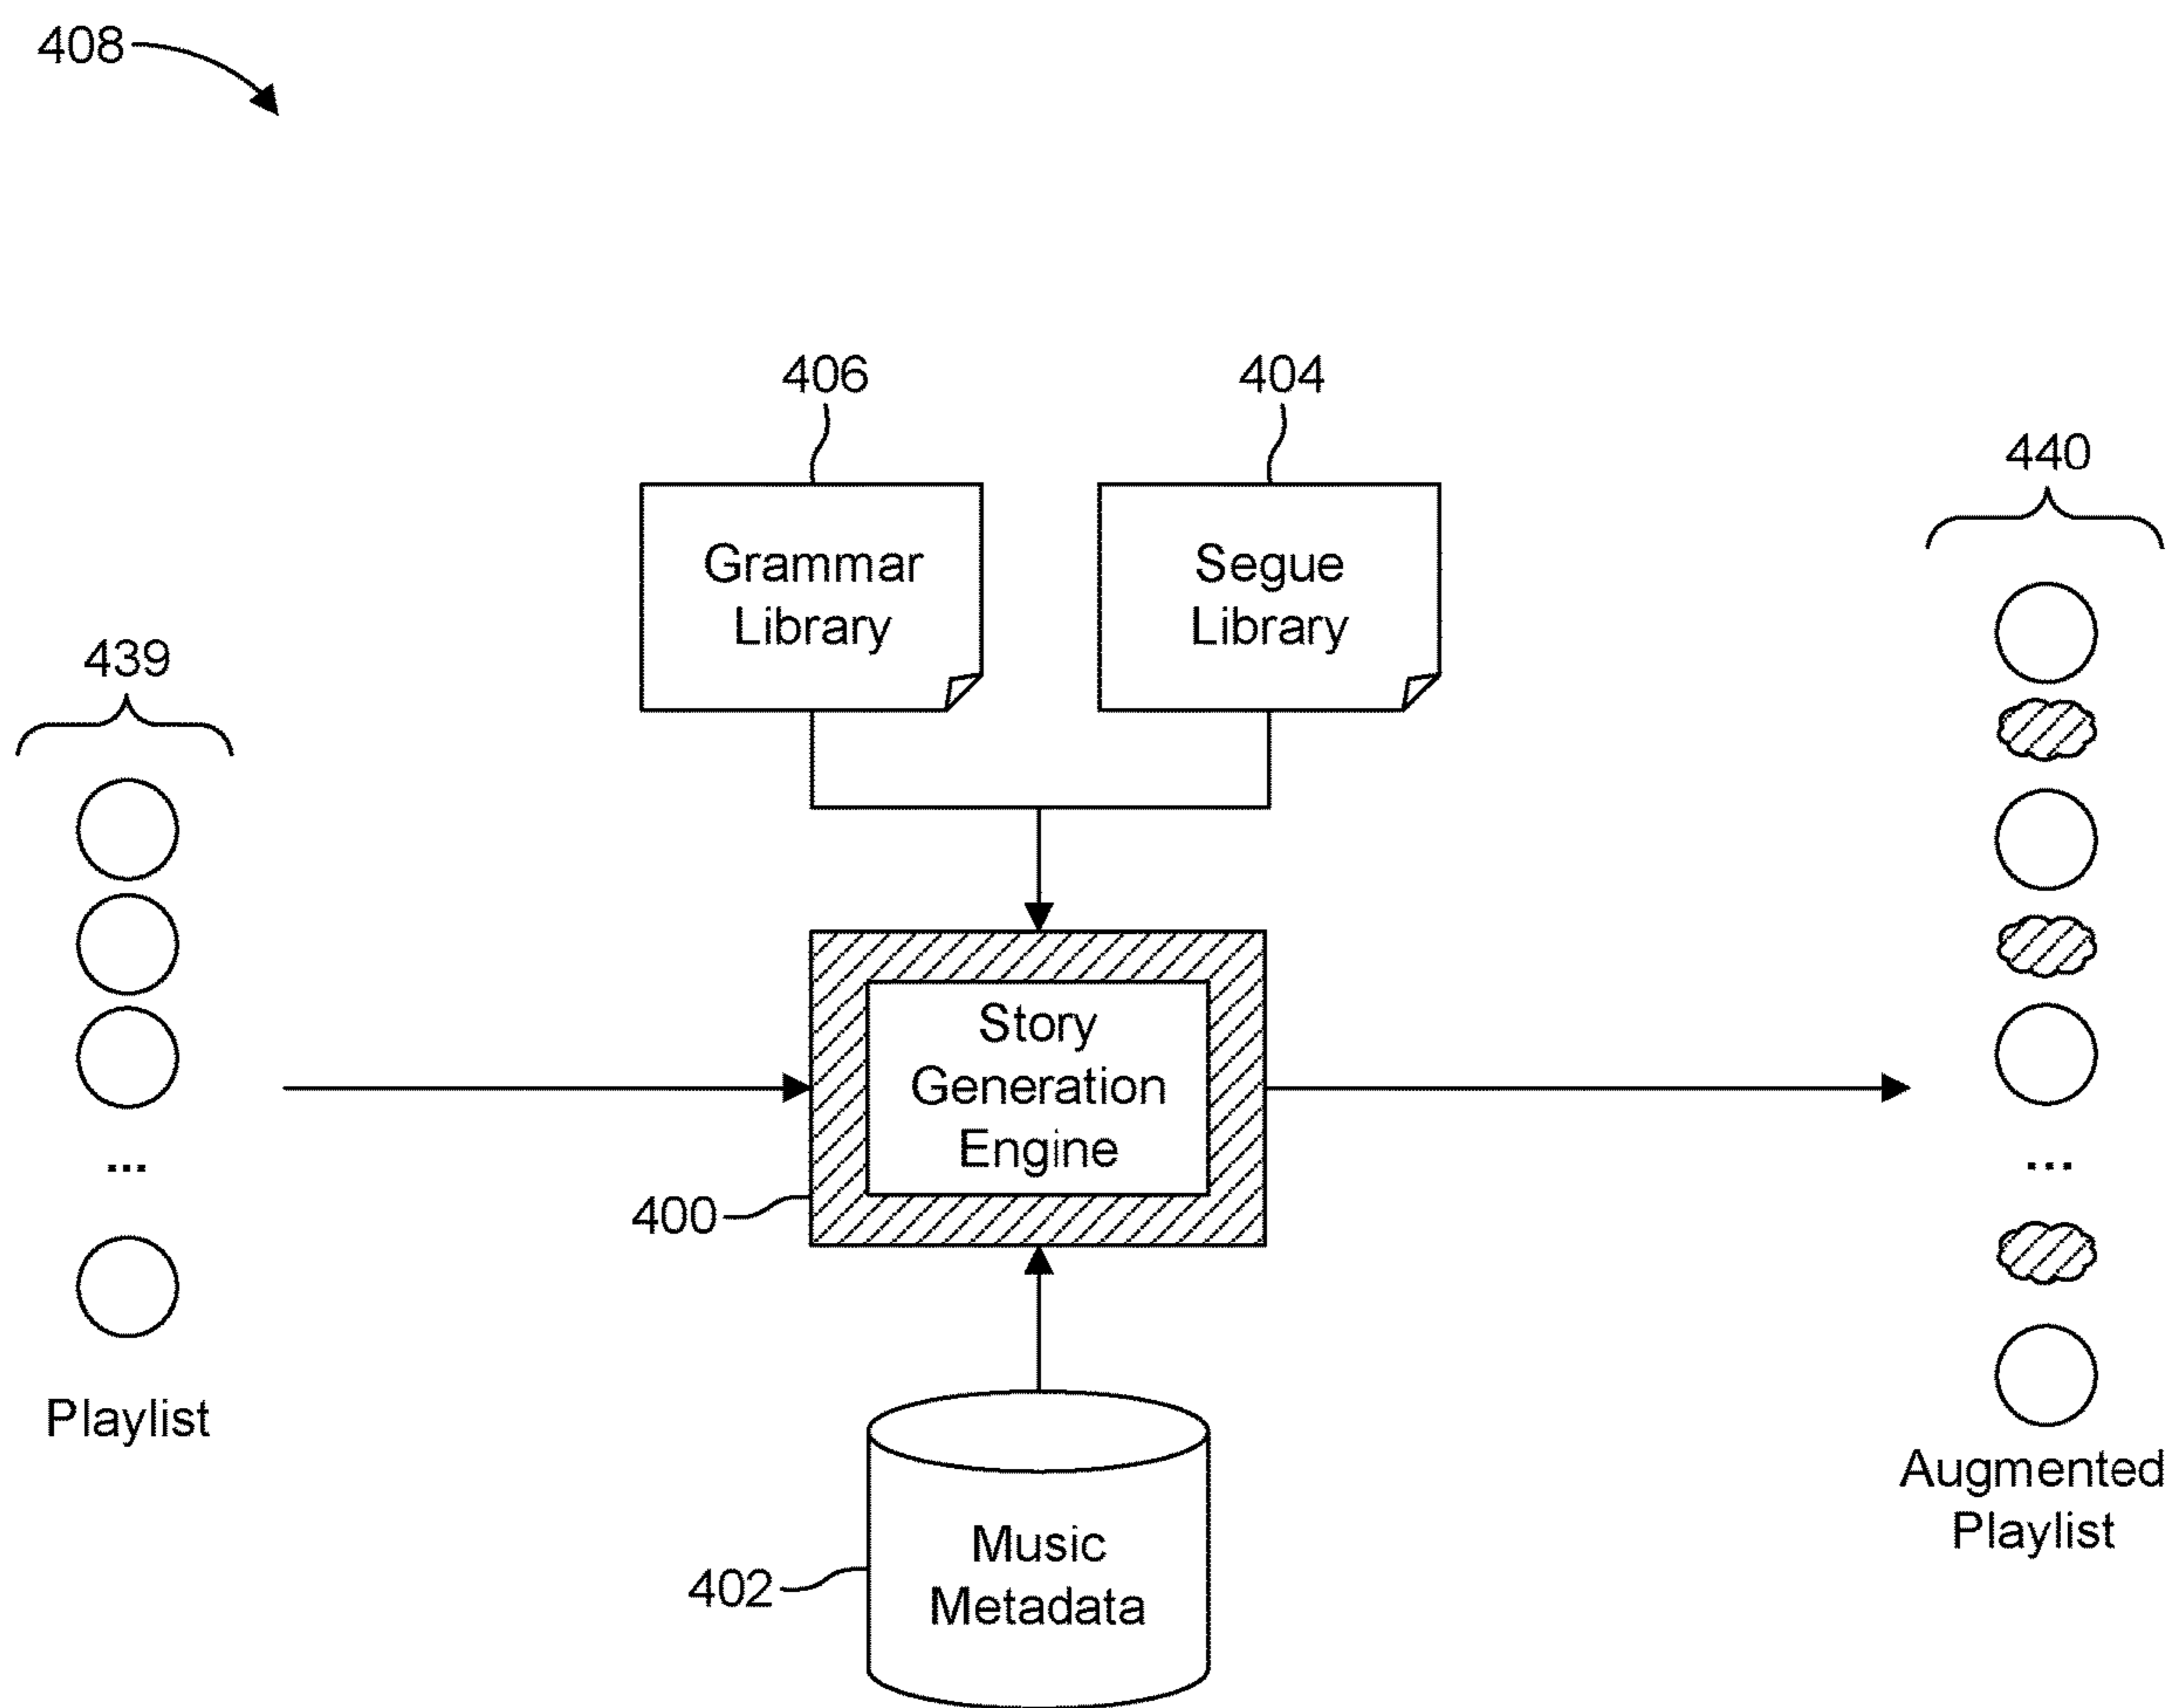 408
406
404
440
Grammar
Library
Segue
Library
439
Story
Generation
Engine
...
...
400
Playlist
Augmented
Playlist
Music
Metadata
402